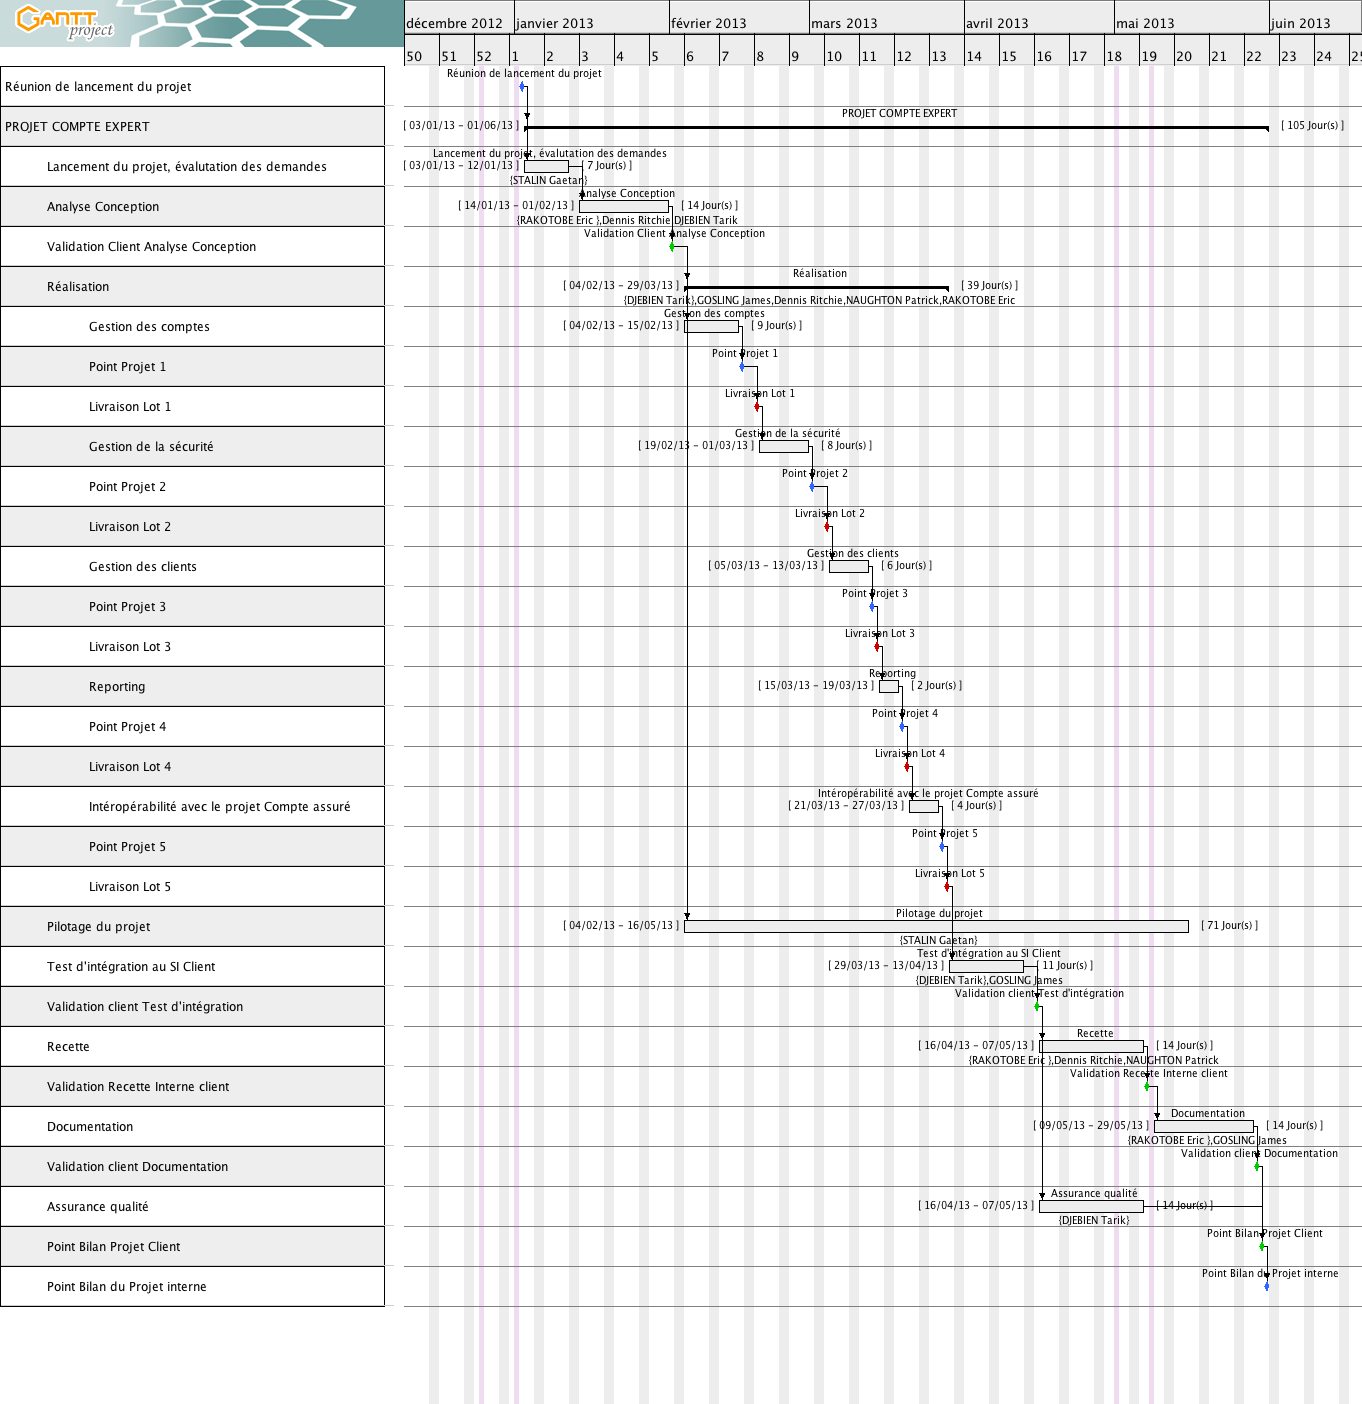 GANTT
project
décembre 2012 janvier 2013 février 2013 mars 2013 avril 2013 mai 2013 juin 2013
50 51 52 1 2 3 4 5 6 7 8 9 10 11 12 13 14 15 16 17 18 19 20 21 22 23 24 25
Réunion de lancement du projet
Réunion de lancement du projet
PROJET COMPTE EXPERT
PROJET COMPTE EXPERT [ 03/01/13 - 01/06/13 ] [ 105 Jour(s) ]
Lancement du projet, évalutation des demandes
Lancement du projet, évalutation des demandes [ 03/01/13 - 12/01/13 ] [ 7 Jour(s) ]
{STALIN Gaetan}
Analyse Conception
Analyse Conception [ 14/01/13 - 01/02/13 ] [ 14 Jour(s) ]
{RAKOTOBE Eric },Dennis Ritchie,DJEBIEN Tarik
Validation Client Analyse Conception
Validation Client Analyse Conception
Réalisation
Réalisation [ 04/02/13 - 29/03/13 ] [ 39 Jour(s) ]
{DJEBIEN Tarik},GOSLING James,Dennis Ritchie,NAUGHTON Patrick,RAKOTOBE Eric
Gestion des comptes
Gestion des comptes [ 04/02/13 - 15/02/13 ] [ 9 Jour(s) ]
Point Projet 1
Point Projet 1
Livraison Lot 1
Livraison Lot 1
Gestion de la sécurité
Gestion de la sécurité [ 19/02/13 - 01/03/13 ] [ 8 Jour(s) ]
Point Projet 2
Point Projet 2
Livraison Lot 2
Livraison Lot 2
Gestion des clients
Gestion des clients [ 05/03/13 - 13/03/13 ] [ 6 Jour(s) ]
Point Projet 3
Point Projet 3
Livraison Lot 3
Livraison Lot 3
Reporting
Reporting [ 15/03/13 - 19/03/13 ] [ 2 Jour(s) ]
Point Projet 4
Point Projet 4
Livraison Lot 4
Livraison Lot 4
Intéropérabilité avec le projet Compte assuré
Intéropérabilité avec le projet Compte assuré [ 21/03/13 - 27/03/13 ] [ 4 Jour(s) ]
Point Projet 5
Point Projet 5
Livraison Lot 5
Livraison Lot 5
Pilotage du projet
Pilotage du projet [ 04/02/13 - 16/05/13 ] [ 71 Jour(s) ]
{STALIN Gaetan}
Test d'intégration au SI Client
Test d'intégration au SI Client [ 29/03/13 - 13/04/13 ] [ 11 Jour(s) ]
{DJEBIEN Tarik},GOSLING James
Validation client Test d'intégration
Validation client Test d'intégration
Recette
Recette [ 16/04/13 - 07/05/13 ] [ 14 Jour(s) ]
{RAKOTOBE Eric },Dennis Ritchie,NAUGHTON Patrick
Validation Recette Interne client
Validation Recette Interne client
Documentation
Documentation [ 09/05/13 - 29/05/13 ] [ 14 Jour(s) ]
{RAKOTOBE Eric },GOSLING James
Validation client Documentation
Validation client Documentation
Assurance qualité
Assurance qualité [ 16/04/13 - 07/05/13 ] [ 14 Jour(s) ]
{DJEBIEN Tarik}
Point Bilan Projet Client
Point Bilan Projet Client
Point Bilan du Projet interne
Point Bilan du Projet interne